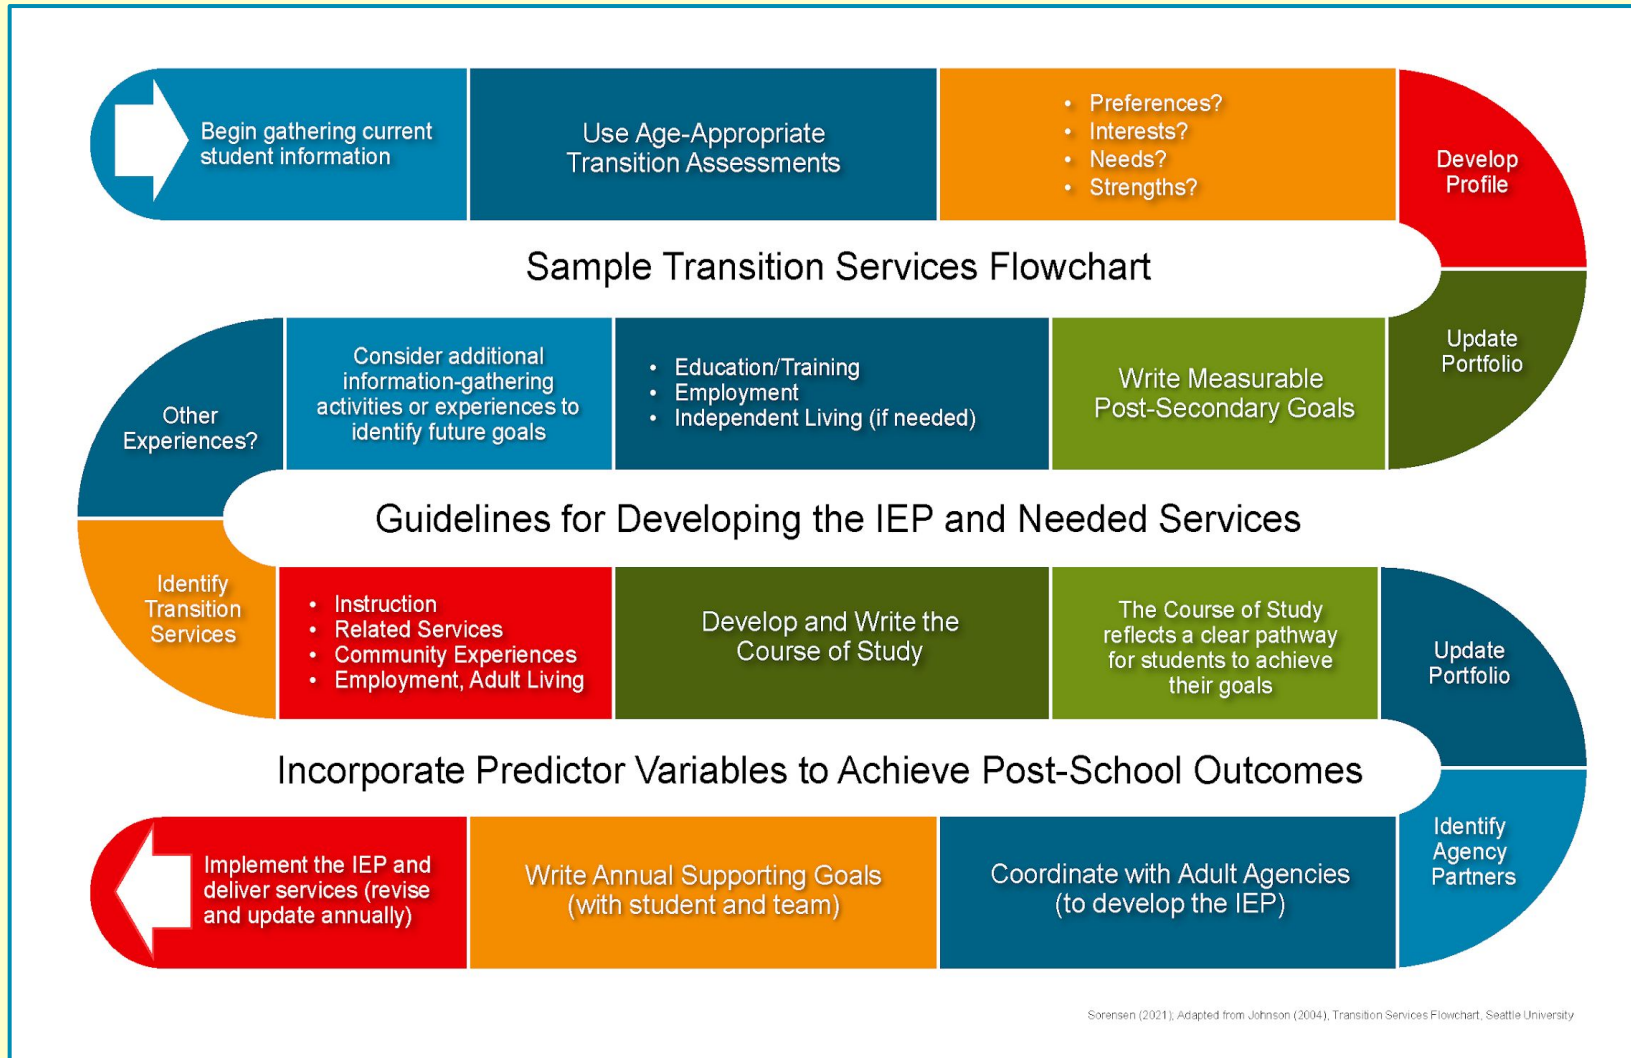 Begin gathering current
student information
Use Age-Appropriate
Transition Assessments
• Preferences?
• Interests?
• Needs?
• Strengths?
Develop
Profile
Sample Transition Services Flowchart
Update
Portfolio
Write Measurable
Post-Secondary Goals
• Education/Training
• Employment
• Independent Living (if needed)
Consider additional
information-gathering
activities or experiences to
identify future goals
Other
Experiences?
Guidelines for Developing the IEP and Needed Services
Identify
Transition
Services
• Instruction
• Related Services
• Community Experiences
• Employment, Adult Living
Develop and Write the
Course of Study
The Course of Study
reflects a clear pathway
for students to achieve
their goals
Update
Portfolio
Incorporate Predictor Variables to Achieve Post-School Outcomes
Identify
Agency
Partners
Coordinate with Adult Agencies
(to develop the IEP)
Write Annual Supporting Goals
(with student and team)
Implement the IEP and
deliver services (revise
and update annually)
Sorensen (2021); Adapted from Johnson (2004), Transition Services Flowchart, Seattle University